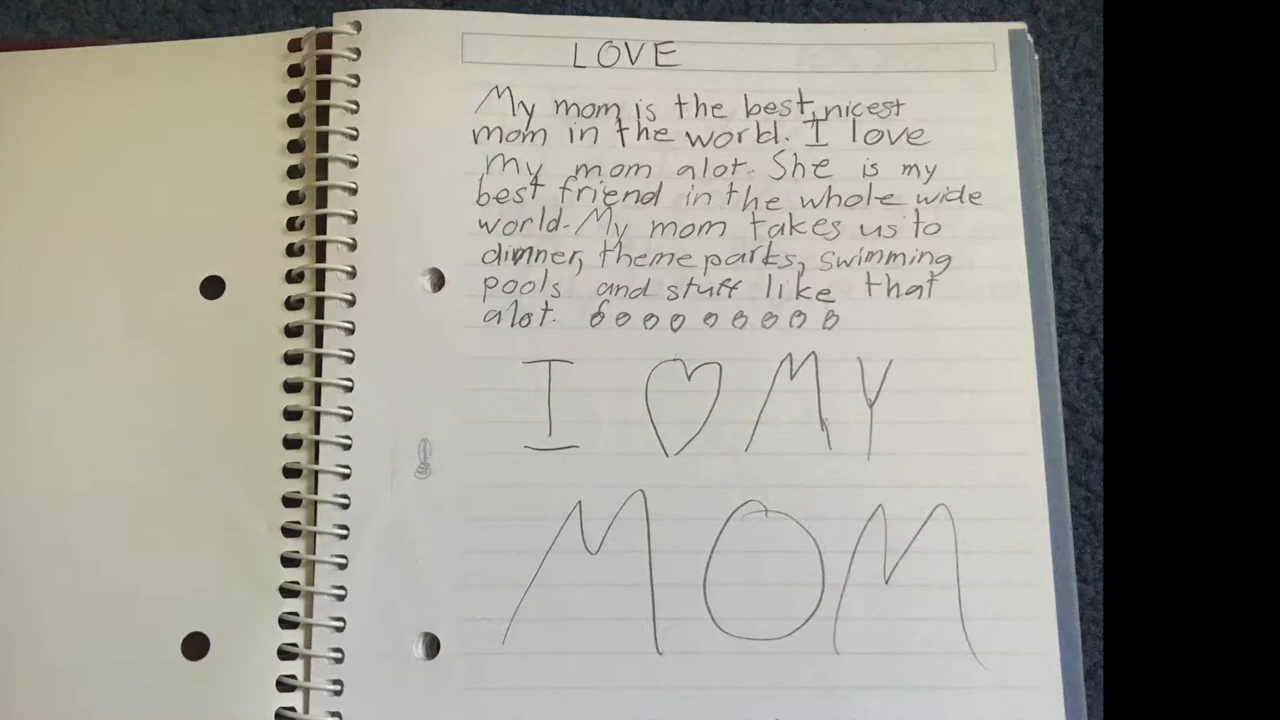 LOVE
My mom is the best, nicest
mom in the world. I love
my mom alot. She is my
best friend in the whole wide
world. My mom takes us to
dinner, theme parks, swimming
pools and stuff like that
alot.
I ♡ MY
MOM